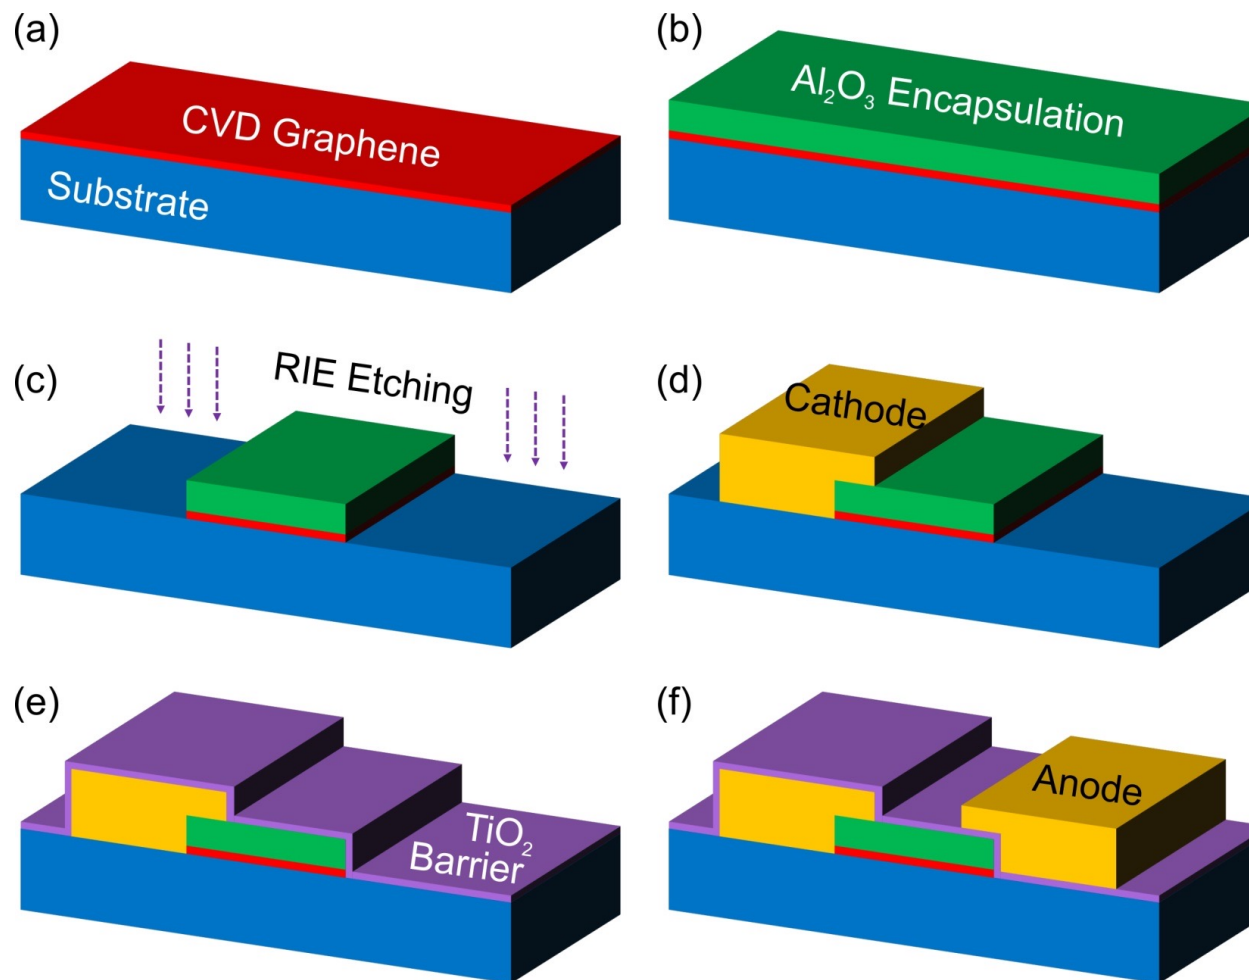 (a)
CVD Graphene
Substrate
(b)
Al₂O₃ Encapsulation
(c)
RIE Etching
(d)
Cathode
(e)
TiO₂
Barrier
(f)
Anode